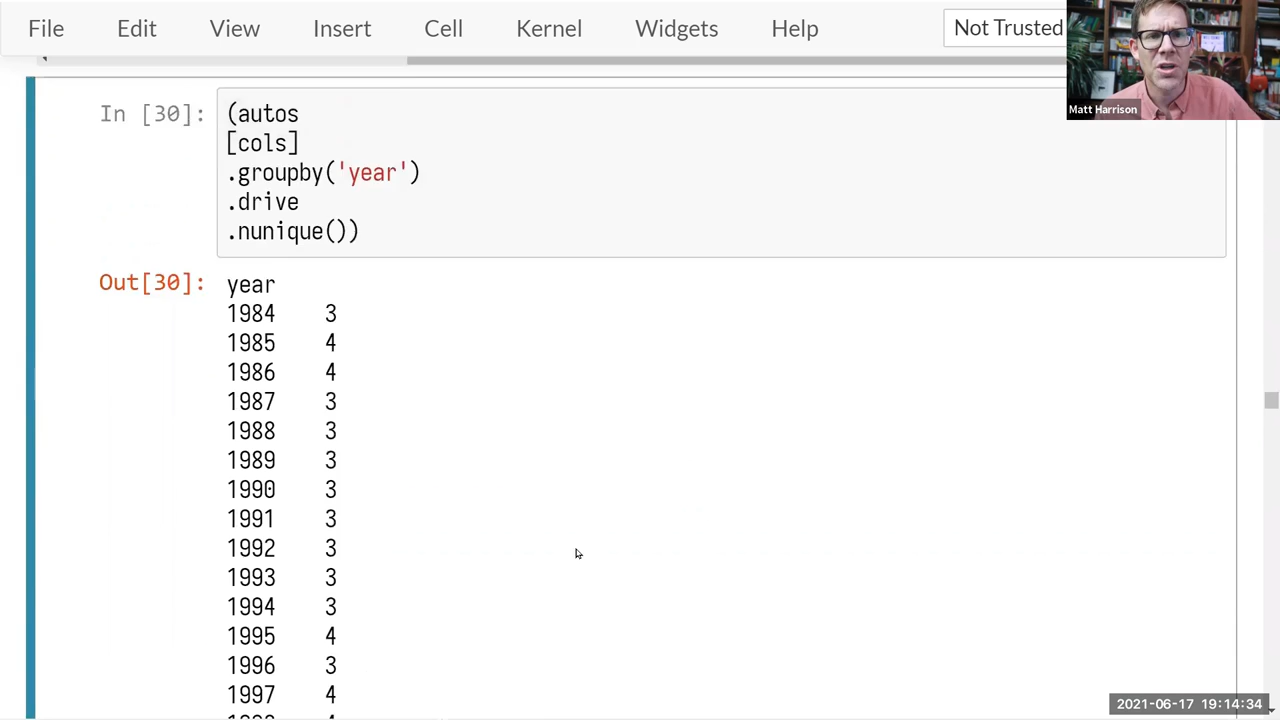 File Edit View Insert Cell Kernel Widgets Help Not Trusted
Matt Harrison
In [30]: (autos
[cols]
.groupby('year')
.drive
.nunique())
Out[30]: year
1984 3
1985 4
1986 4
1987 3
1988 3
1989 3
1990 3
1991 3
1992 3
1993 3
1994 3
1995 4
1996 3
1997 4
2021-06-17 19:14:34